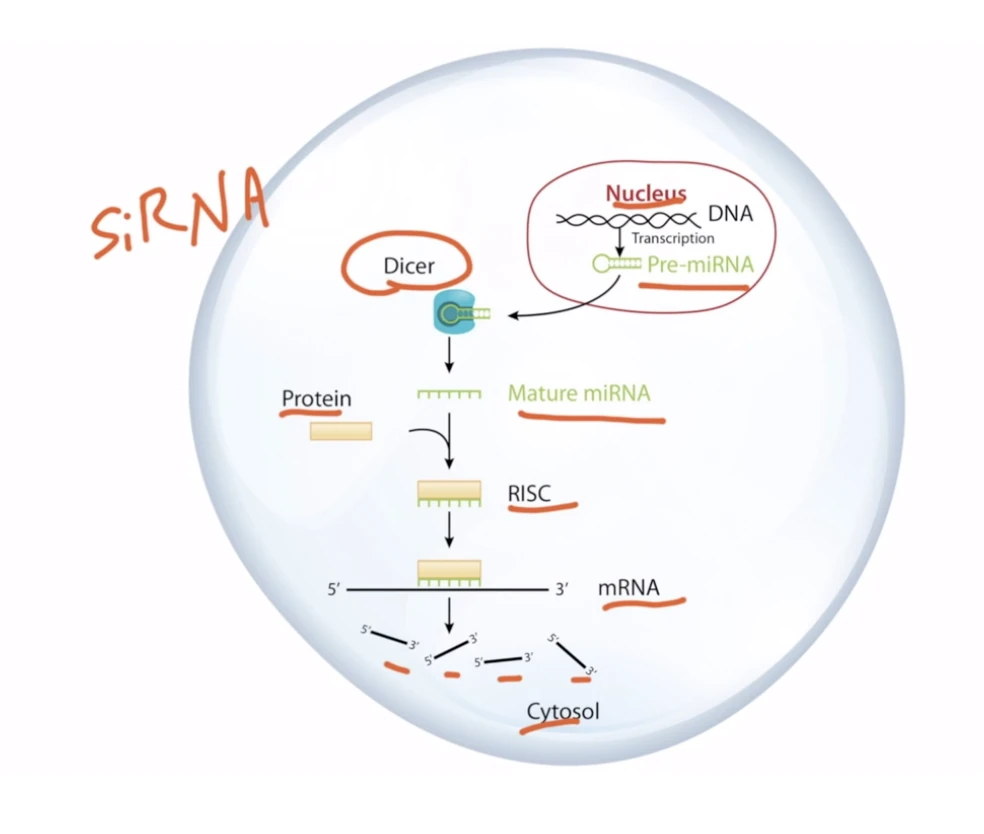 SiRNA
Nucleus
DNA
Transcription
Pre-miRNA
Dicer
Mature miRNA
Protein
RISC
5' 3' mRNA
5' 3' 5' 3' 5' 3' 5' 3'
Cytosol